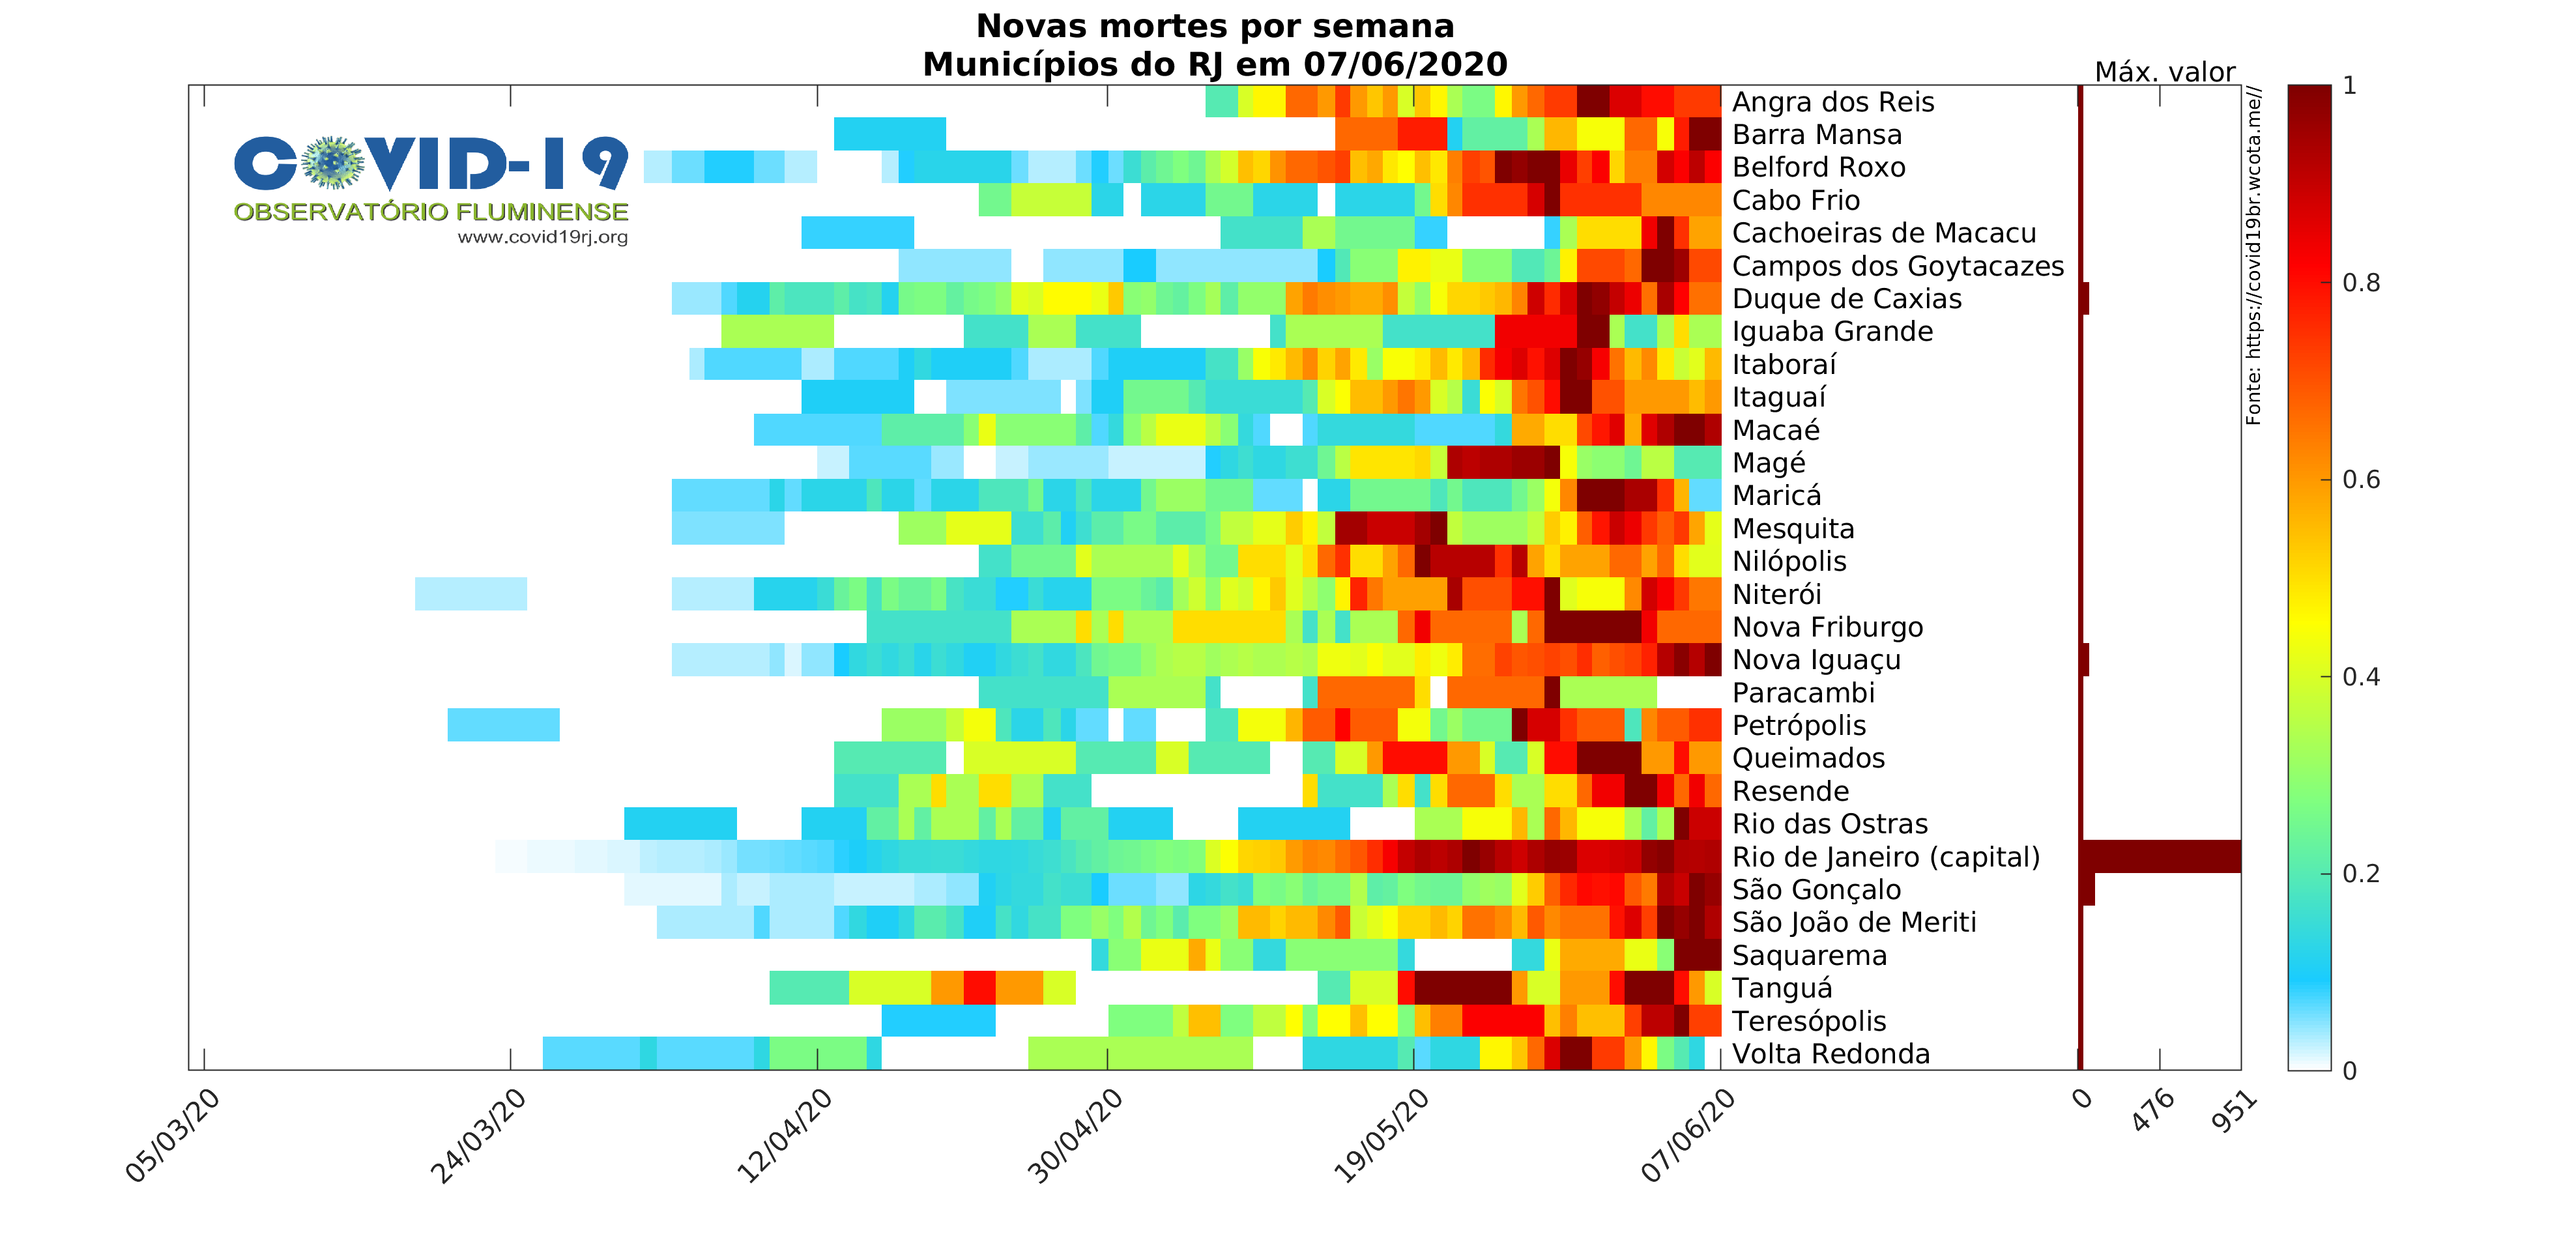 Novas mortes por semana
Municípios do RJ em 07/06/2020
Máx. valor
COVID-19
OBSERVATÓRIO FLUMINENSE
www.covid19rj.org
Angra dos Reis
Barra Mansa
Belford Roxo
Cabo Frio
Cachoeiras de Macacu
Campos dos Goytacazes
Duque de Caxias
Iguaba Grande
Itaboraí
Itaguaí
Macaé
Magé
Maricá
Mesquita
Nilópolis
Niterói
Nova Friburgo
Nova Iguaçu
Paracambi
Petrópolis
Queimados
Resende
Rio das Ostras
Rio de Janeiro (capital)
São Gonçalo
São João de Meriti
Saquarema
Tanguá
Teresópolis
Volta Redonda
Fonte: https://covid19br.wcota.me//
1
0.8
0.6
0.4
0.2
0
05/03/20
24/03/20
12/04/20
30/04/20
19/05/20
07/06/20
0
476
951